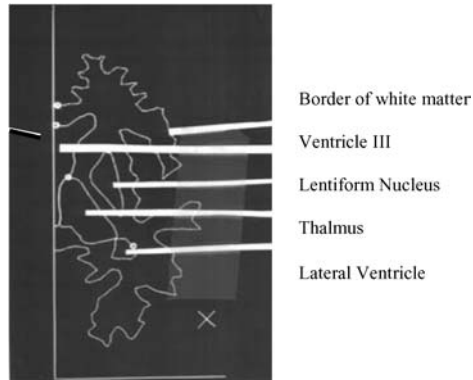 Border of white matter
Ventricle III
Lentiform Nucleus
Thalmus
Lateral Ventricle